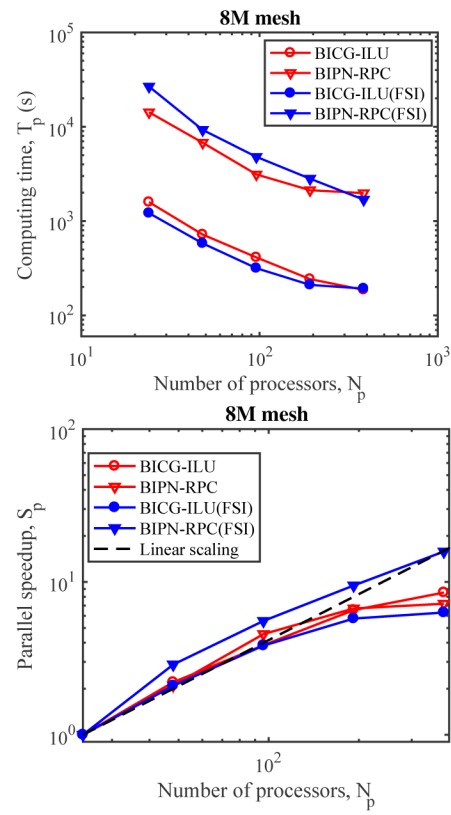 8M mesh
10^5
10^4
10^3
10^2
Computing time, T_p (s)
BICG-ILU
BIPN-RPC
BICG-ILU(FSI)
BIPN-RPC(FSI)
10^1
10^2
10^3
Number of processors, N_p
8M mesh
10^2
10^1
10^0
Parallel speedup, S_p
BICG-ILU
BIPN-RPC
BICG-ILU(FSI)
BIPN-RPC(FSI)
Linear scaling
10^2
Number of processors, N_p